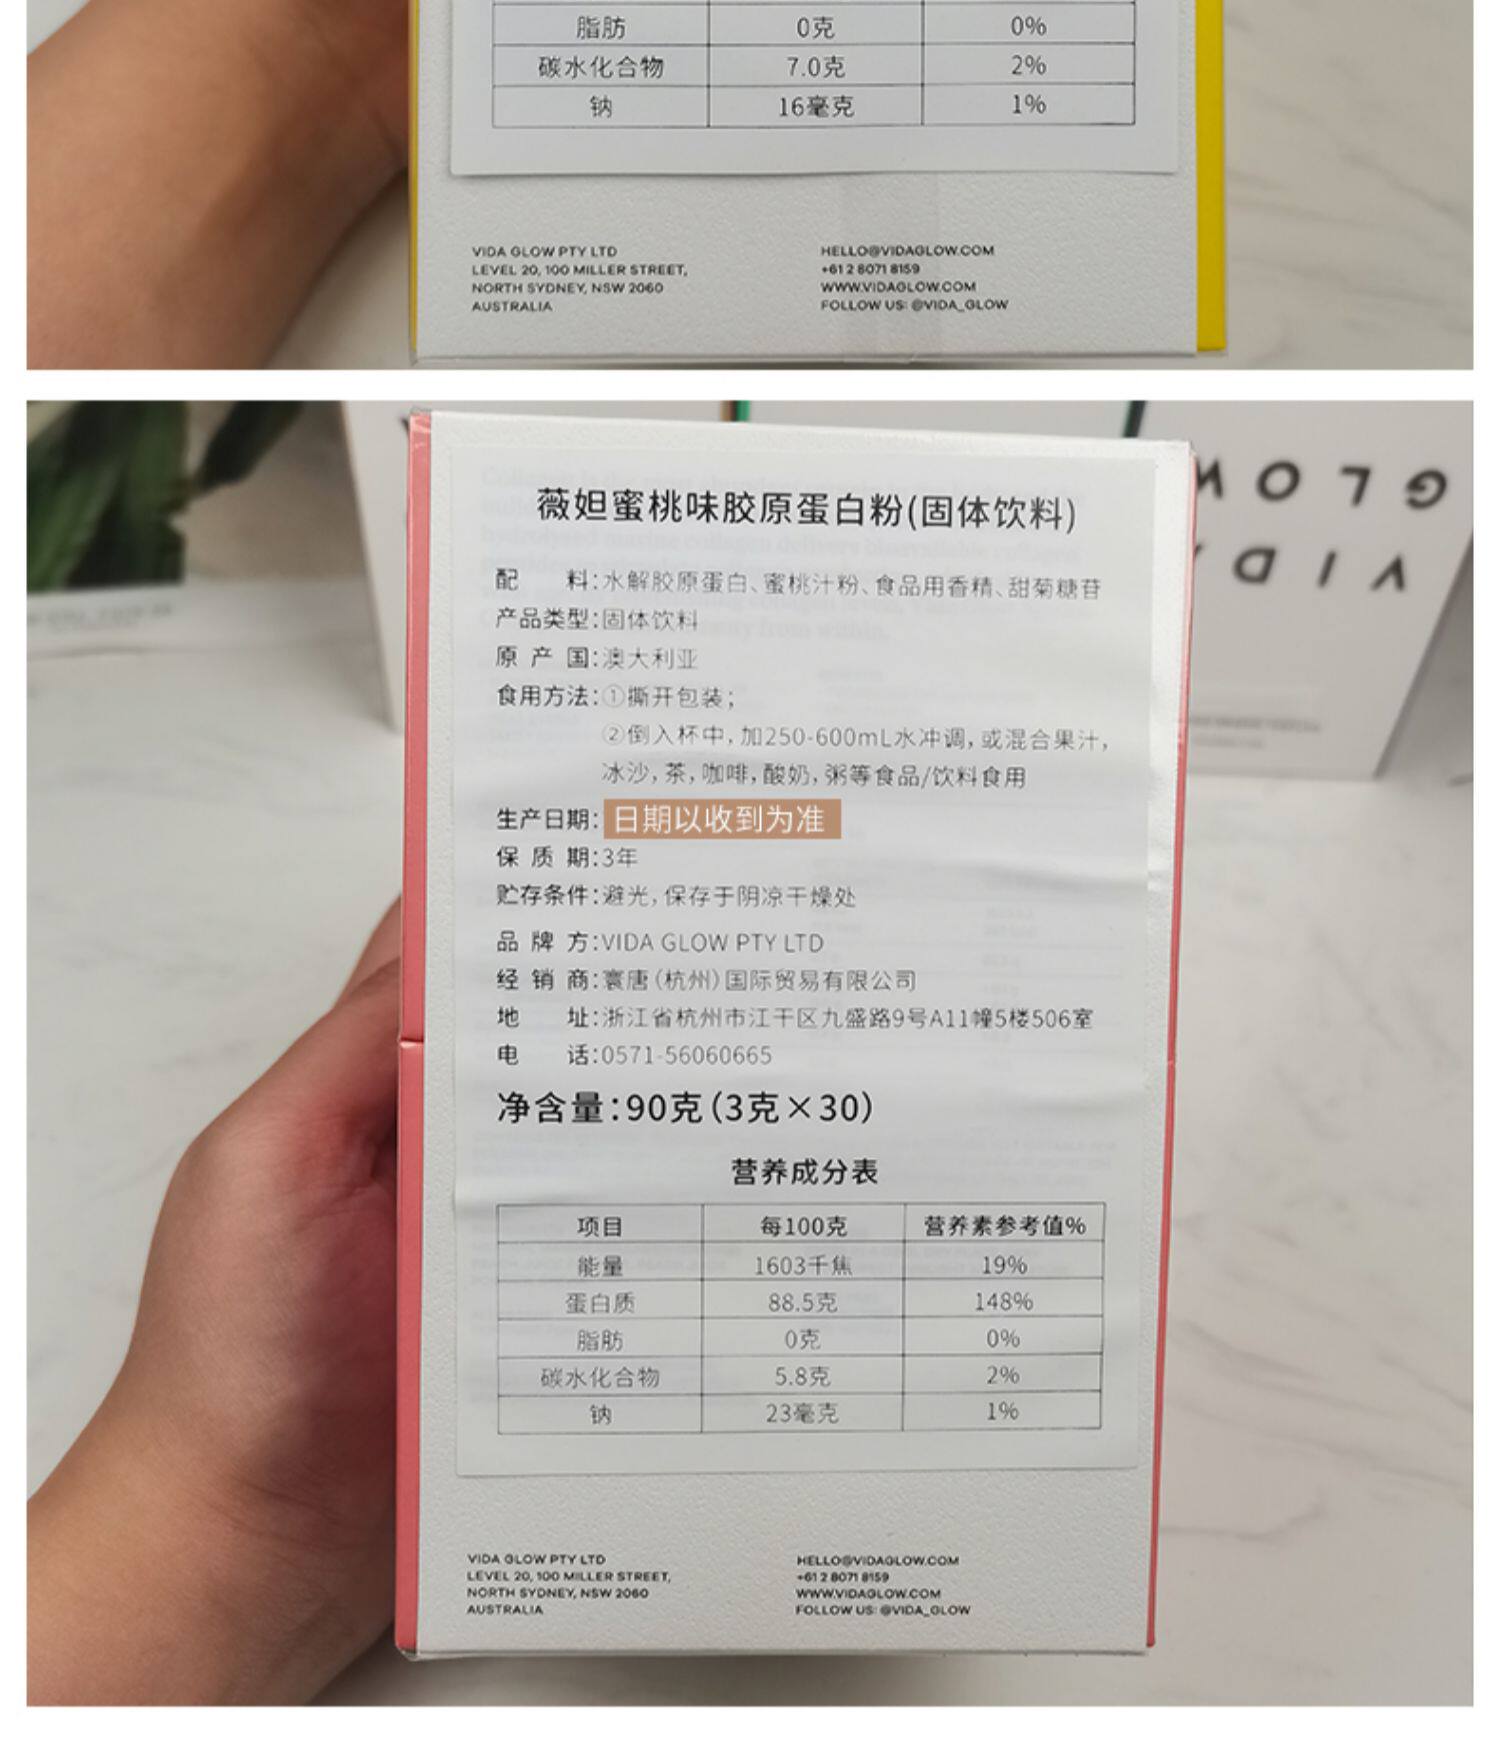 脂肪 0克 0%
碳水化合物 7.0克 2%
钠 16毫克 1%
VIDA GLOW PTY LTD
LEVEL 20, 100 MILLER STREET,
NORTH SYDNEY, NSW 2060
AUSTRALIA
HELLO@VIDAGLOW.COM
+61 2 8071 8159
WWW.VIDAGLOW.COM
FOLLOW US: @VIDA_GLOW
GLOW
VIDA
薇妲蜜桃味胶原蛋白粉(固体饮料)
配料:水解胶原蛋白、蜜桃汁粉、食品用香精、甜菊糖苷
产品类型:固体饮料
原产国:澳大利亚
食用方法:①撕开包装;
②倒入杯中,加250-600mL水冲调,或混合果汁,
冰沙,茶,咖啡,酸奶,粥等食品/饮料食用
生产日期:日期以收到为准
保质期:3年
贮存条件:避光,保存于阴凉干燥处
品牌方:VIDA GLOW PTY LTD
经销商:寰唐(杭州)国际贸易有限公司
地址:浙江省杭州市江干区九盛路9号A11幢5楼506室
电话:0571-56060665
净含量:90克(3克×30)
营养成分表
项目 每100克 营养素参考值%
能量 1603千焦 19%
蛋白质 88.5克 148%
脂肪 0克 0%
碳水化合物 5.8克 2%
钠 23毫克 1%
VIDA GLOW PTY LTD
LEVEL 20, 100 MILLER STREET,
NORTH SYDNEY, NSW 2060
AUSTRALIA
HELLO@VIDAGLOW.COM
+61 2 8071 8159
WWW.VIDAGLOW.COM
FOLLOW US: @VIDA_GLOW